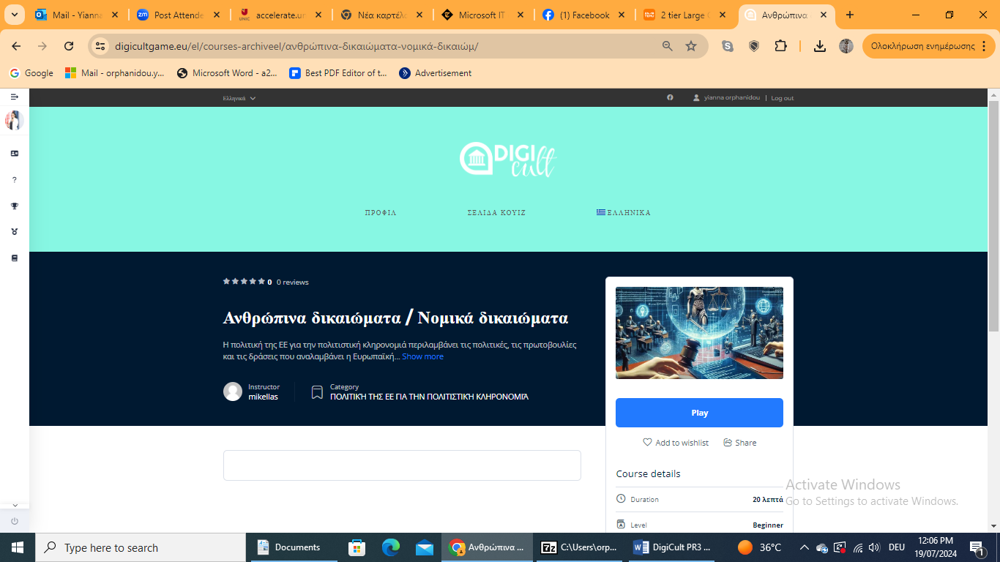 Mail - Yianna
Post Attende
accelerate.un
Νέα καρτέλα
Microsoft IT
(1) Facebook
2 tier Large
Ανθρώπινα
digicultgame.eu/el/courses-archiveel/ανθρώπινα-δικαιώματα-νομικά-δικαιώμ/
Ολοκλήρωση ενημέρωσης
Google
Mail - orphanidou.y...
Microsoft Word - a2...
Best PDF Editor of t...
Advertisement
Ελληνικά
yianna orphanidou | Log out
DIGI
cult
ΠΡΟΦΙΛ
ΣΕΛΙΔΑ ΚΟΥΙΖ
ΕΛΛΗΝΙΚΑ
0 0 reviews
Ανθρώπινα δικαιώματα / Νομικά δικαιώματα
Η πολιτική της ΕΕ για την πολιτιστική κληρονομιά περιλαμβάνει τις πολιτικές, τις πρωτοβουλίες
και τις δράσεις που αναλαμβάνει η Ευρωπαϊκή... Show more
Instructor
mikellas
Category
ΠΟΛΙΤΙΚΉ ΤΗΣ ΕΕ ΓΙΑ ΤΗΝ ΠΟΛΙΤΙΣΤΙΚΉ ΚΛΗΡΟΝΟΜΙΆ
Play
Add to wishlist
Share
Course details
Duration 20 λεπτά
Level Beginner
Activate Windows
Go to Settings to activate Windows.
Type here to search
Documents
Ανθρώπινα ...
C:\Users\orp...
DigiCult PR3 ...
36°C
DEU
12:06 PM
19/07/2024
1